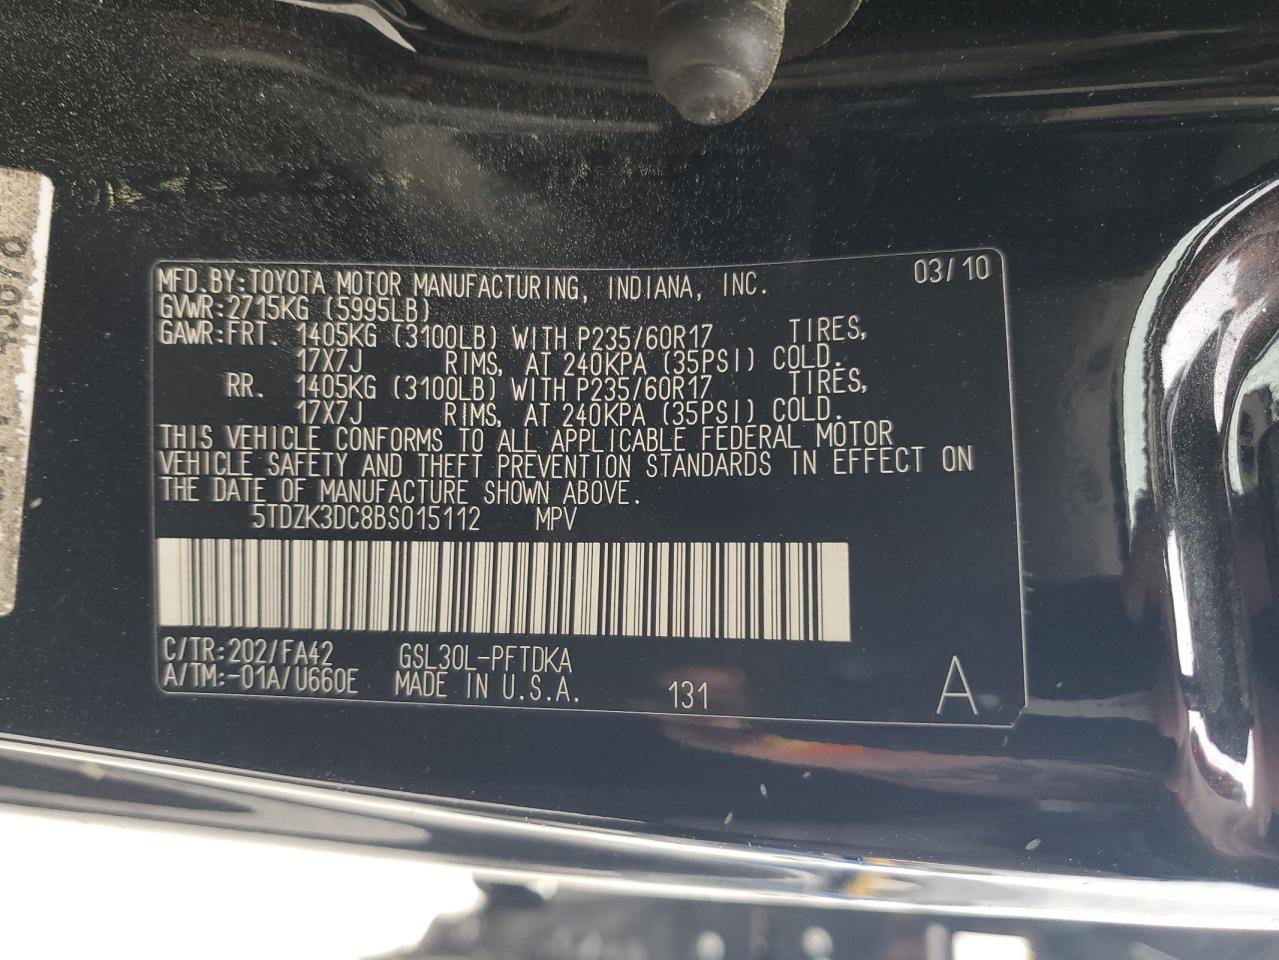 MFD.BY:TOYOTA MOTOR MANUFACTURING, INDIANA, INC. 03/10
GVWR:2715KG (5995LB)
GAWR:FRT. 1405KG (3100LB) WITH P235/60R17 TIRES,
17X7J RIMS, AT 240KPA (35PSI) COLD.
RR. 1405KG (3100LB) WITH P235/60R17 TIRES,
17X7J RIMS, AT 240KPA (35PSI) COLD.
THIS VEHICLE CONFORMS TO ALL APPLICABLE FEDERAL MOTOR
VEHICLE SAFETY AND THEFT PREVENTION STANDARDS IN EFFECT ON
THE DATE OF MANUFACTURE SHOWN ABOVE.
5TDZK3DC8BS015112 MPV
C/TR:202/FA42 GSL30L-PFTDKA
A/TM:-01A/U660E MADE IN U.S.A. 131 A